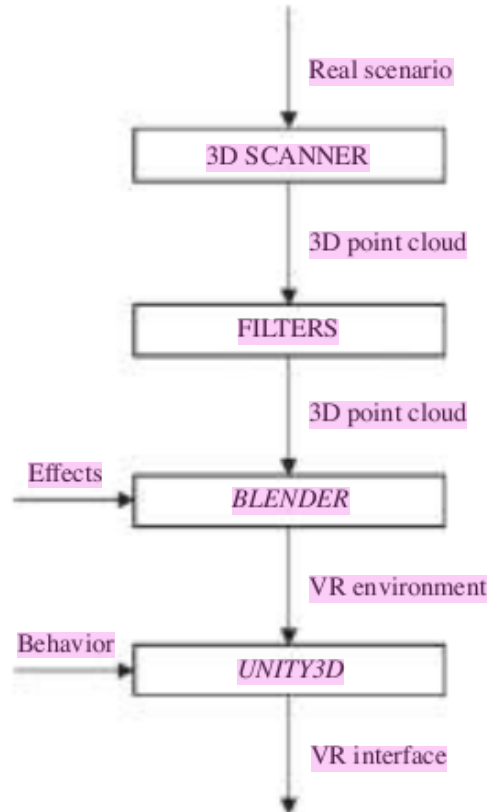 Real scenario
3D SCANNER
3D point cloud
FILTERS
3D point cloud
Effects
BLENDER
VR environment
Behavior
UNITY3D
VR interface